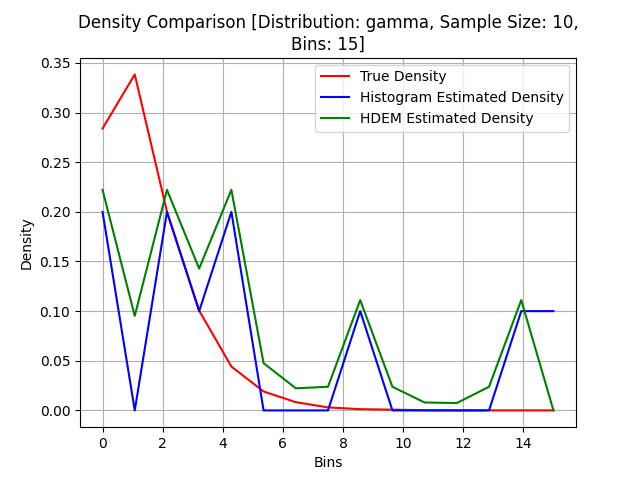 Density Comparison [Distribution: gamma, Sample Size: 10,
Bins: 15]
True Density
Histogram Estimated Density
HDEM Estimated Density
Density
0.35
0.30
0.25
0.20
0.15
0.10
0.05
0.00
0 2 4 6 8 10 12 14
Bins